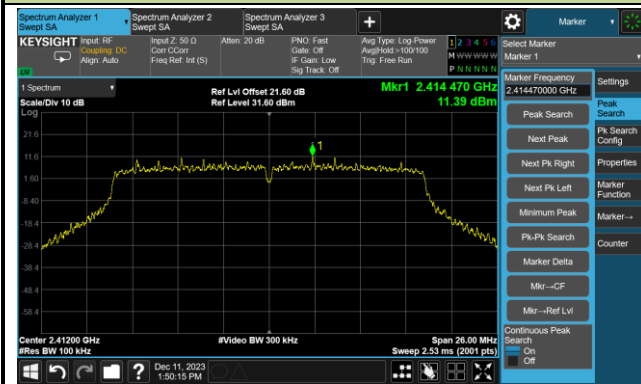 Spectrum Analyzer 1
Swept SA
Spectrum Analyzer 2
Swept SA
Spectrum Analyzer 3
Swept SA
+
Marker
KEYSIGHT
Input: RF
Coupling: DC
Align: Auto
Input Z: 50 Ω
Corr CCorr
Freq Ref: Int (S)
Atten: 20 dB
PNO: Fast
Gate: Off
IF Gain: Low
Sig Track: Off
Avg Type: Log-Power
Avg|Hold:>100/100
Trig: Free Run
1 2 3 4 5 6
M W W W W W
P N N N N N
LXI
Select Marker
Marker 1
1 Spectrum
Scale/Div 10 dB
Log
Ref Lvl Offset 21.60 dB
Ref Level 31.60 dBm
Mkr1 2.414 470 GHz
11.39 dBm
21.6
11.6
1.60
-8.40
-18.4
-28.4
-38.4
-48.4
-58.4
1
Center 2.41200 GHz
#Res BW 100 kHz
#Video BW 300 kHz
Span 26.00 MHz
Sweep 2.53 ms (2001 pts)
Marker Frequency
2.414470000 GHz
Peak Search
Next Peak
Next Pk Right
Next Pk Left
Minimum Peak
Pk-Pk Search
Marker Delta
Mkr→CF
Mkr→Ref Lvl
Continuous Peak
Search
On
Off
Settings
Peak
Search
Pk Search
Config
Properties
Marker
Function
Marker→
Counter
?
Dec 11, 2023
1:50:15 PM